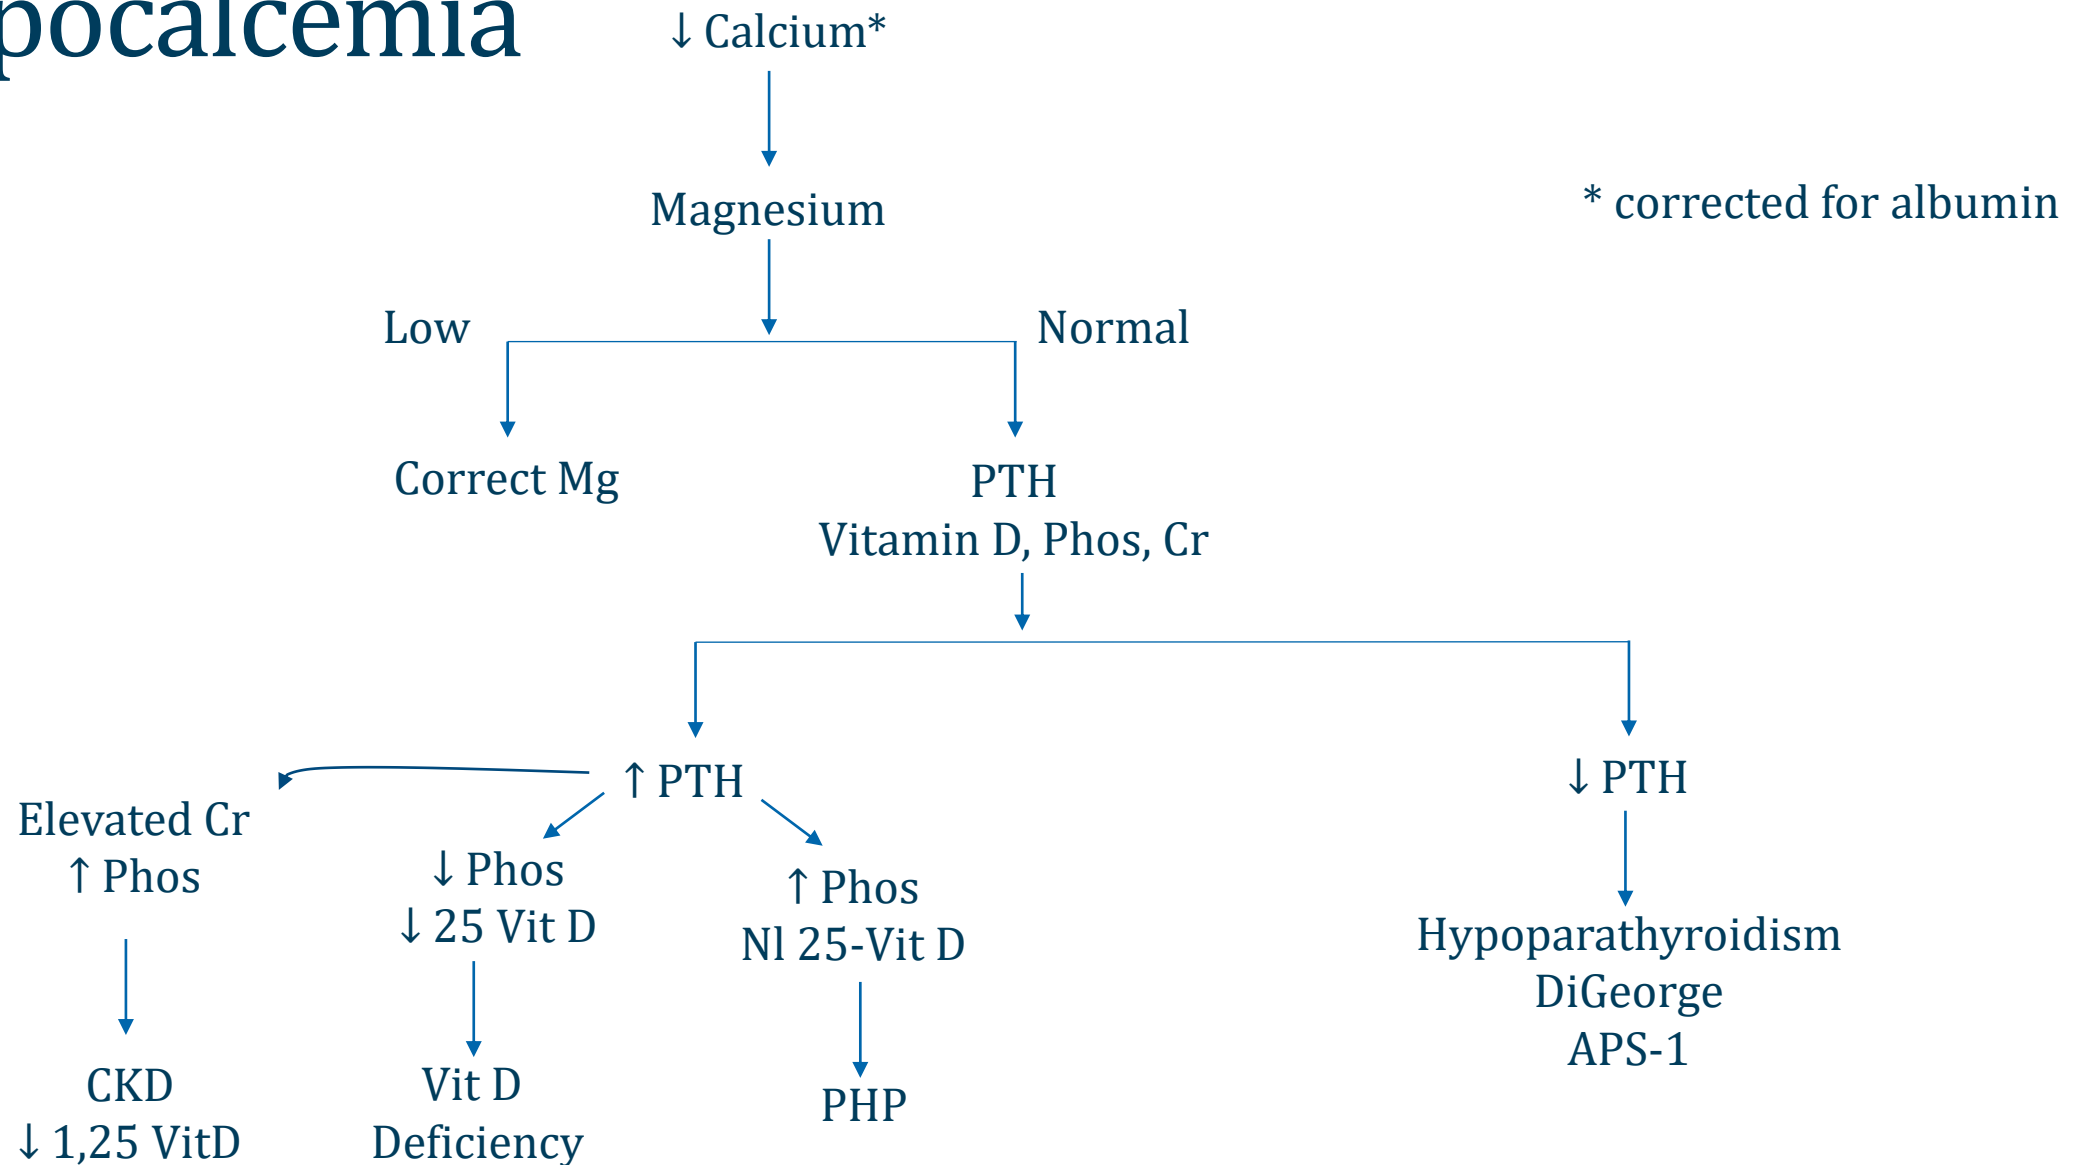 pocalcemia
↓ Calcium*
Magnesium
* corrected for albumin
Low
Normal
Correct Mg
PTH
Vitamin D, Phos, Cr
↑ PTH
↓ PTH
Elevated Cr
↑ Phos
↓ Phos
↓ 25 Vit D
↑ Phos
Nl 25-Vit D
Hypoparathyroidism
DiGeorge
APS-1
CKD
↓ 1,25 VitD
Vit D
Deficiency
PHP